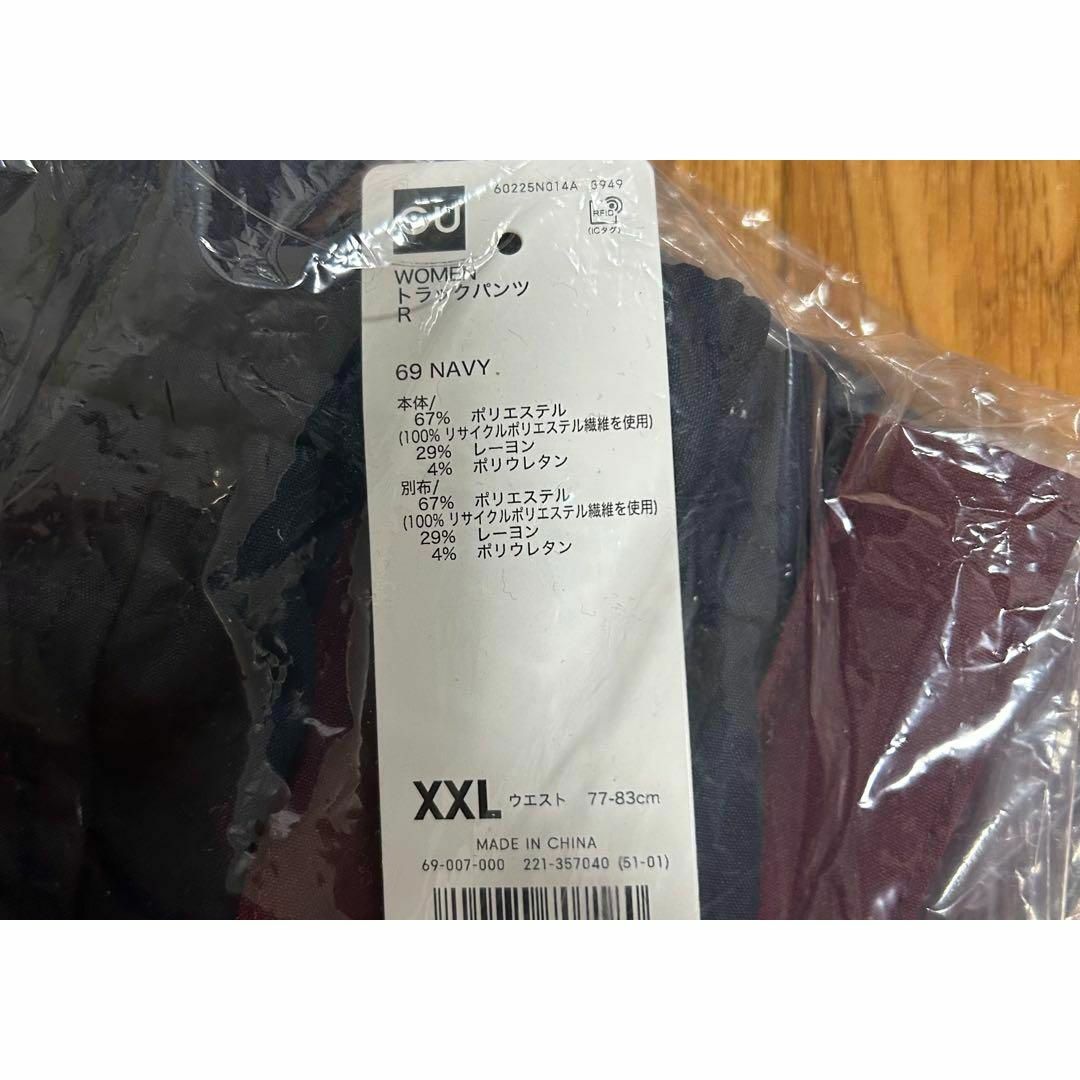 60225N014A G949
GU
RFID
(ICタグ)
WOMEN
トラックパンツ
R
69 NAVY
本体/
67% ポリエステル
(100% リサイクルポリエステル繊維を使用)
29% レーヨン
4% ポリウレタン
別布/
67% ポリエステル
(100% リサイクルポリエステル繊維を使用)
29% レーヨン
4% ポリウレタン
XXL ウエスト 77-83cm
MADE IN CHINA
69-007-000 221-357040 (51-01)